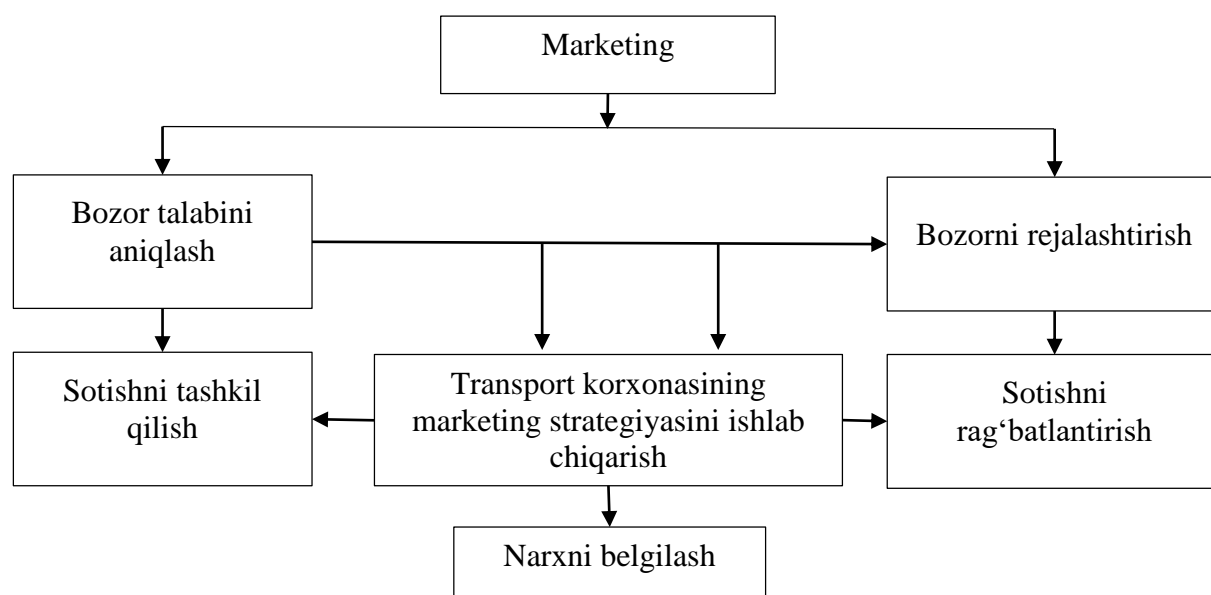 Marketing
Bozor talabini
aniqlash
Bozorni rejalashtirish
Sotishni tashkil
qilish
Transport korxonasining
marketing strategiyasini ishlab
chiqarish
Sotishni
rag‘batlantirish
Narxni belgilash